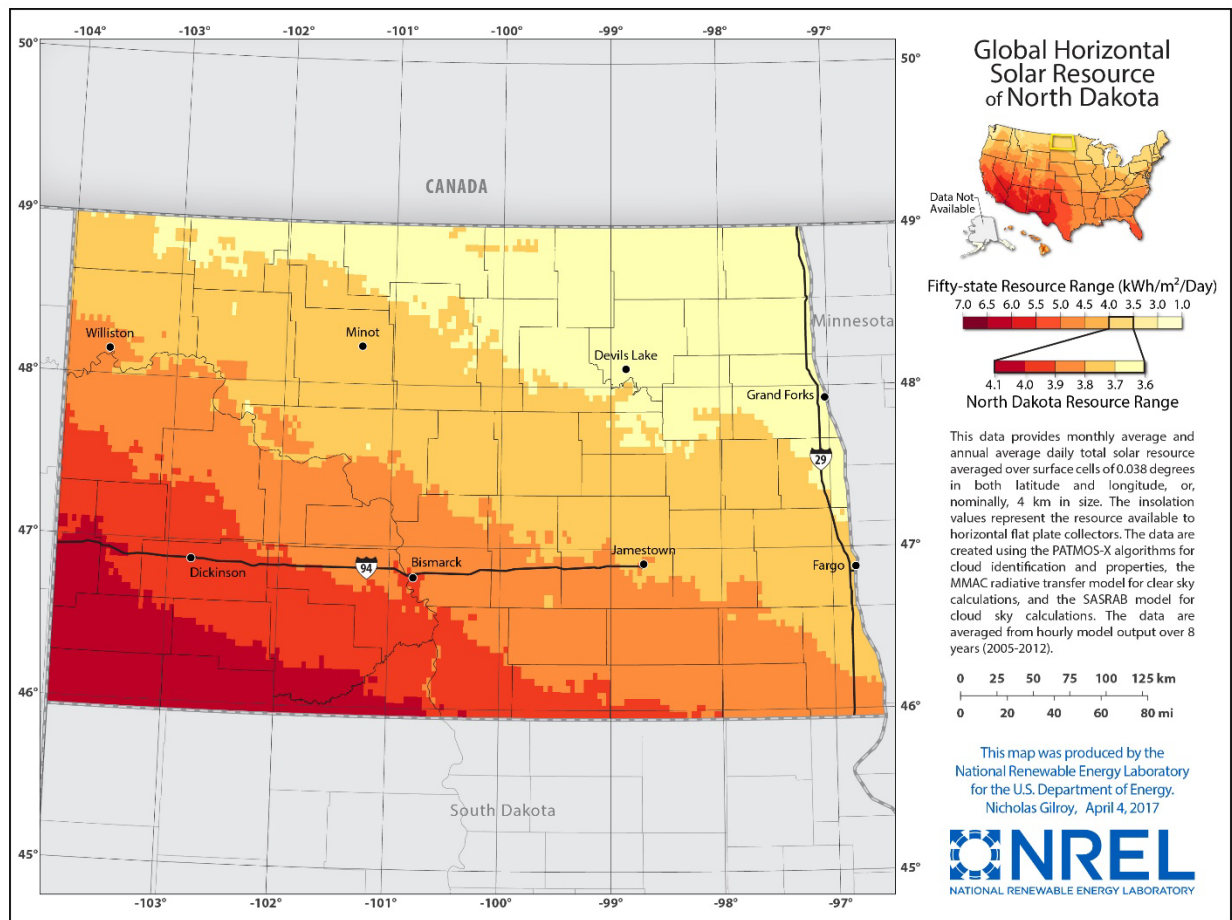 -104°
-103°
-102°
-101°
-100°
-99°
-98°
-97°
50°
50°
CANADA
49°
49°
Minnesota
Williston
Minot
Devils Lake
48°
48°
Grand Forks
29
47°
47°
Dickinson
94
Bismarck
Jamestown
Fargo
46°
46°
South Dakota
45°
45°
-103°
-102°
-101°
-100°
-99°
-98°
-97°
Global Horizontal
Solar Resource
of North Dakota
Data Not
Available
Fifty-state Resource Range (kWh/m²/Day)
7.0 6.5 6.0 5.5 5.0 4.5 4.0 3.5 3.0 1.0
4.1 4.0 3.9 3.8 3.7 3.6
North Dakota Resource Range
This data provides monthly average and
annual average daily total solar resource
averaged over surface cells of 0.038 degrees
in both latitude and longitude, or,
nominally, 4 km in size. The insolation
values represent the resource available to
horizontal flat plate collectors. The data are
created using the PATMOS-X algorithms for
cloud identification and properties, the
MMAC radiative transfer model for clear sky
calculations, and the SASRAB model for
cloud sky calculations. The data are
averaged from hourly model output over 8
years (2005-2012).
0 25 50 75 100 125 km
0 20 40 60 80 mi
This map was produced by the
National Renewable Energy Laboratory
for the U.S. Department of Energy.
Nicholas Gilroy, April 4, 2017
NREL
NATIONAL RENEWABLE ENERGY LABORATORY